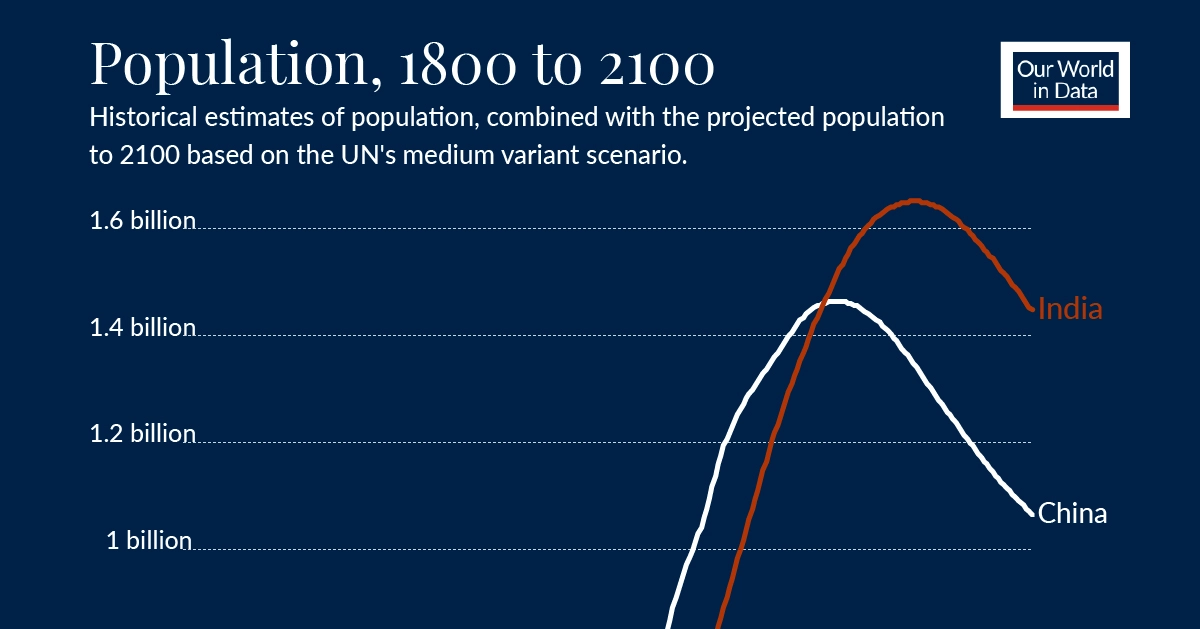 Population, 1800 to 2100
Our World
in Data
Historical estimates of population, combined with the projected population
to 2100 based on the UN's medium variant scenario.
1.6 billion
India
1.4 billion
1.2 billion
China
1 billion